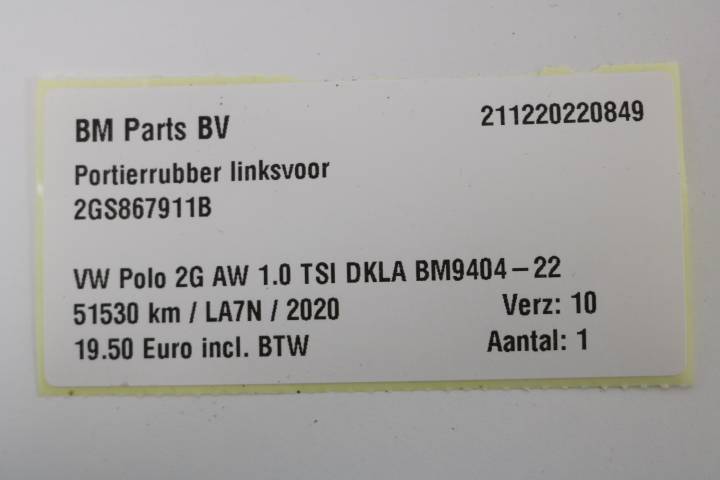 BM Parts BV 211220220849
Portierrubber linksvoor
2GS867911B
VW Polo 2G AW 1.0 TSI DKLA BM9404-22
51530 km / LA7N / 2020 Verz: 10
19.50 Euro incl. BTW Aantal: 1